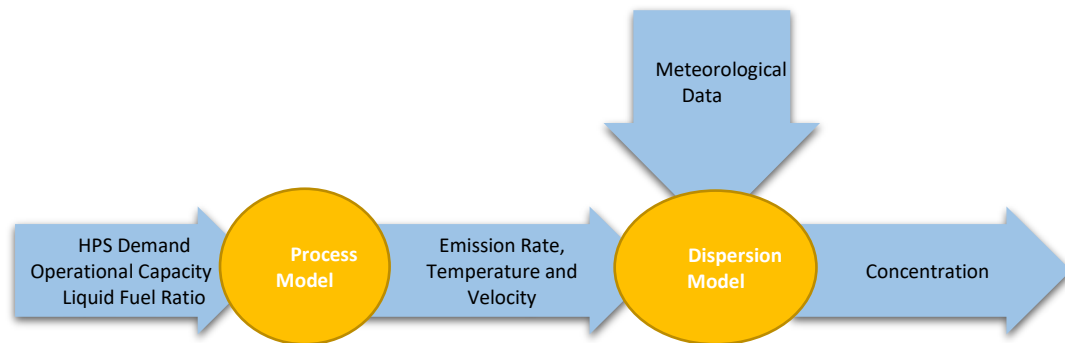 Meteorological
Data
HPS Demand
Operational Capacity
Liquid Fuel Ratio
Process
Model
Emission Rate,
Temperature and
Velocity
Dispersion
Model
Concentration